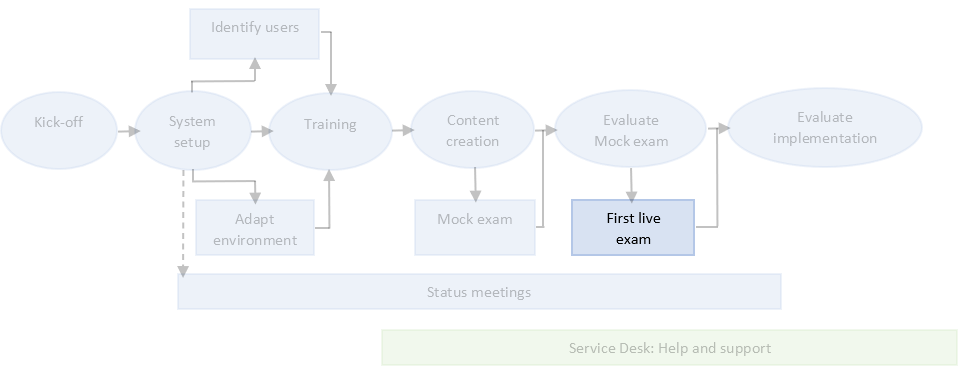 Identify users
Kick-off
System
setup
Training
Content
creation
Evaluate
Mock exam
Evaluate
implementation
Adapt
environment
Mock exam
First live
exam
Status meetings
Service Desk: Help and support